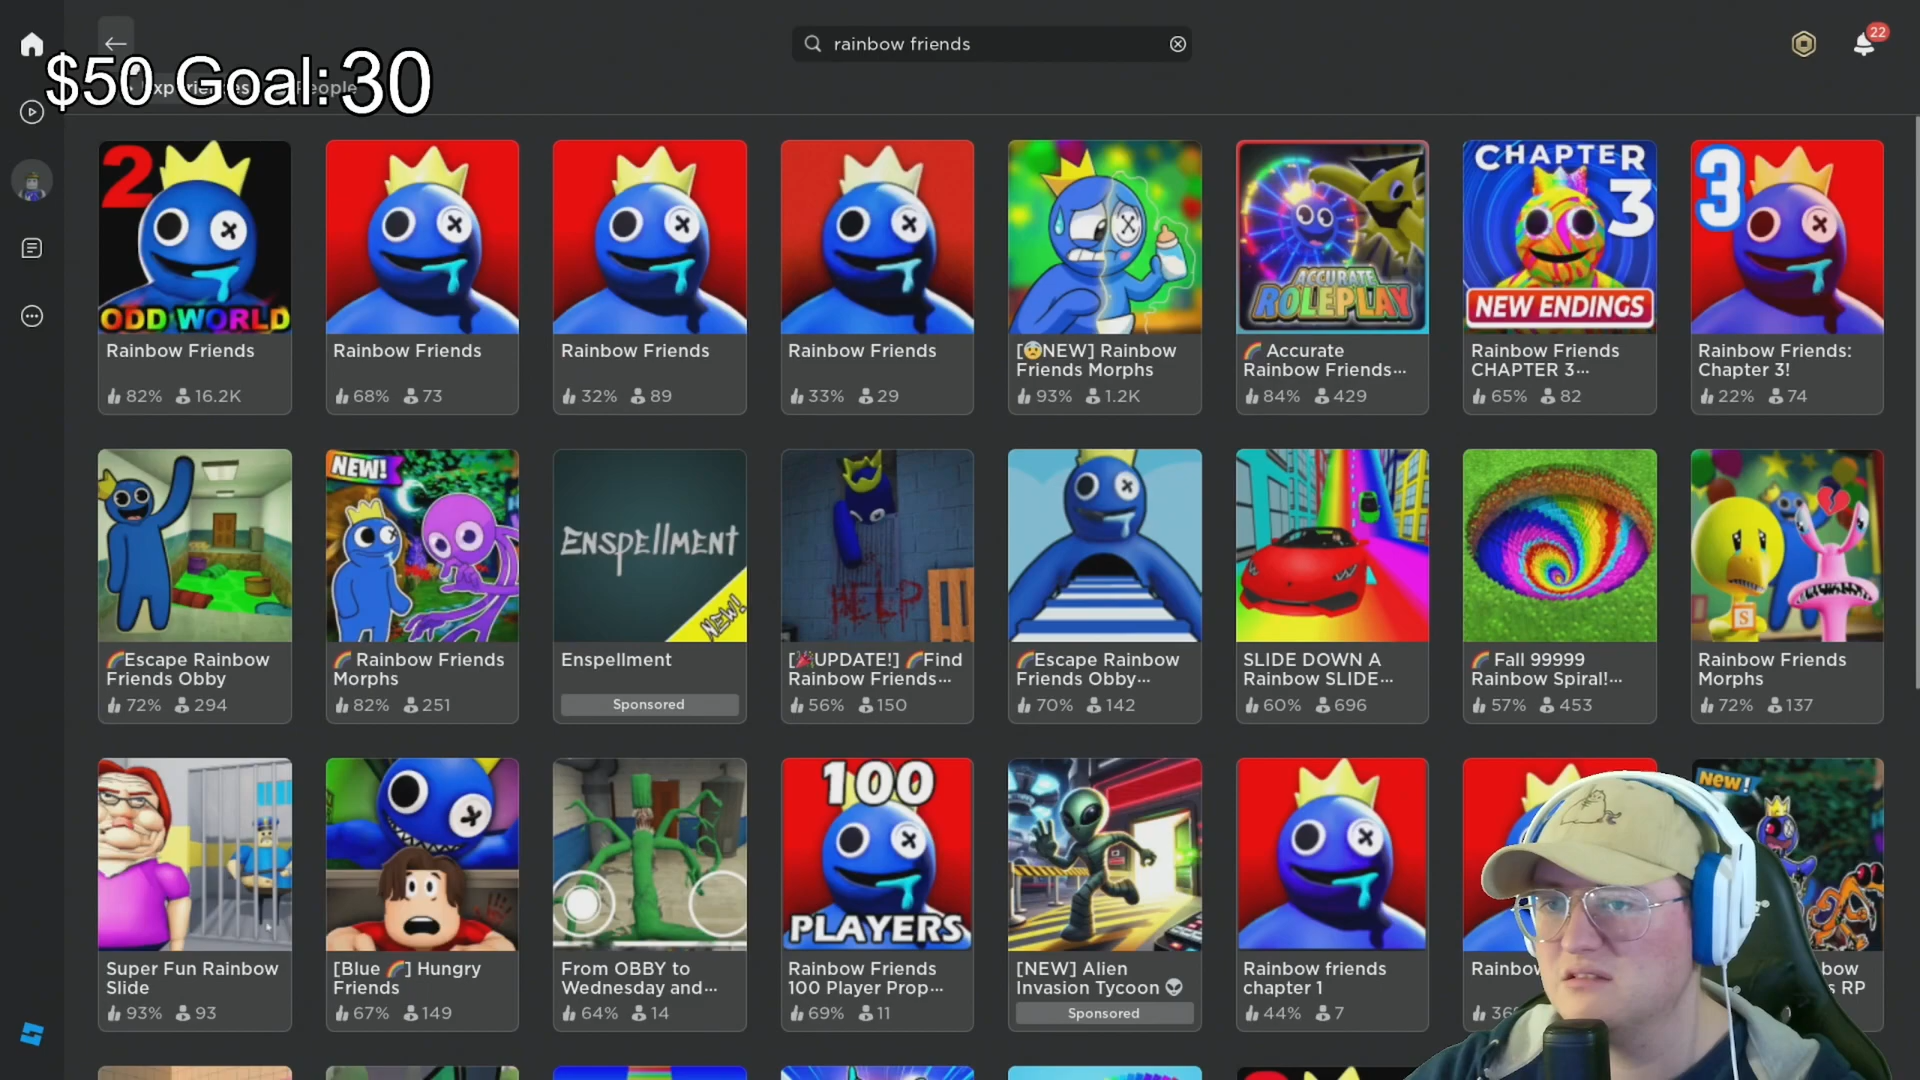 rainbow friends
22
$50 Goal: 30
People
2
ODD WORLD
CHAPTER
3
NEW ENDINGS
3
ACCURATE
ROLEPLAY
Rainbow Friends
82% 16.2K
Rainbow Friends
68% 73
Rainbow Friends
32% 89
Rainbow Friends
33% 29
[😨NEW] Rainbow
Friends Morphs
93% 1.2K
🌈 Accurate
Rainbow Friends...
84% 429
Rainbow Friends
CHAPTER 3...
65% 82
Rainbow Friends:
Chapter 3!
22% 74
NEW!
ENSPEllMENT
NEW!
HELP
S
🌈Escape Rainbow
Friends Obby
72% 294
🌈 Rainbow Friends
Morphs
82% 251
Enspellment
Sponsored
[🎉UPDATE!] 🌈Find
Rainbow Friends...
56% 150
🌈Escape Rainbow
Friends Obby...
70% 142
SLIDE DOWN A
Rainbow SLIDE...
60% 696
🌈 Fall 99999
Rainbow Spiral!...
57% 453
Rainbow Friends
Morphs
72% 137
100
PLAYERS
New!
Super Fun Rainbow
Slide
93% 93
[Blue 🌈] Hungry
Friends
67% 149
From OBBY to
Wednesday and...
64% 14
Rainbow Friends
100 Player Prop...
69% 11
[NEW] Alien
Invasion Tycoon 👽
Sponsored
Rainbow friends
chapter 1
44% 7
RP